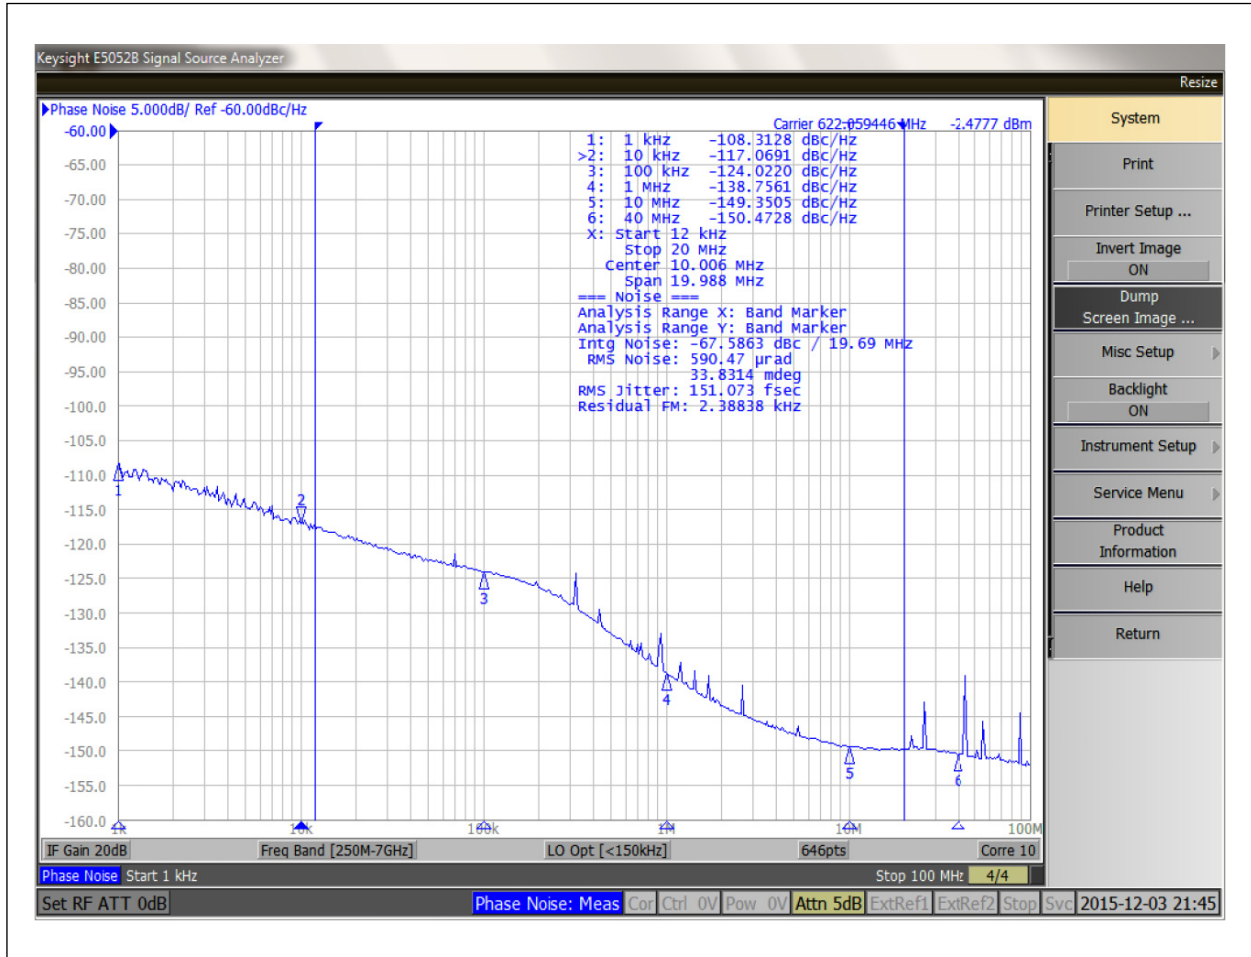 Keysight E5052B Signal Source Analyzer
Resize
Phase Noise 5.000dB/ Ref -60.00dBc/Hz
Carrier 622.059446 MHz -2.4777 dBm
1: 1 kHz -108.3128 dBc/Hz
>2: 10 kHz -117.0691 dBc/Hz
3: 100 kHz -124.0220 dBc/Hz
4: 1 MHz -138.7561 dBc/Hz
5: 10 MHz -149.3505 dBc/Hz
6: 40 MHz -150.4728 dBc/Hz
X: Start 12 kHz
Stop 20 MHz
Center 10.006 MHz
Span 19.988 MHz
=== Noise ===
Analysis Range X: Band Marker
Analysis Range Y: Band Marker
Intg Noise: -67.5863 dBc / 19.69 MHz
RMS Noise: 590.47 µrad
33.8314 mdeg
RMS Jitter: 151.073 fsec
Residual FM: 2.38838 kHz
-60.00
-65.00
-70.00
-75.00
-80.00
-85.00
-90.00
-95.00
-100.0
-105.0
-110.0
-115.0
-120.0
-125.0
-130.0
-135.0
-140.0
-145.0
-150.0
-155.0
-160.0
1
2
3
4
5
6
1k 10k 100k 1M 10M 100M
IF Gain 20dB Freq Band [250M-7GHz] LO Opt [<150kHz] 646pts Corre 10
Phase Noise Start 1 kHz Stop 100 MHz 4/4
Set RF ATT 0dB Phase Noise: Meas Cor Ctrl 0V Pow 0V Attn 5dB ExtRef1 ExtRef2 Stop Svc 2015-12-03 21:45
System
Print
Printer Setup ...
Invert Image
ON
Dump
Screen Image ...
Misc Setup
Backlight
ON
Instrument Setup
Service Menu
Product
Information
Help
Return